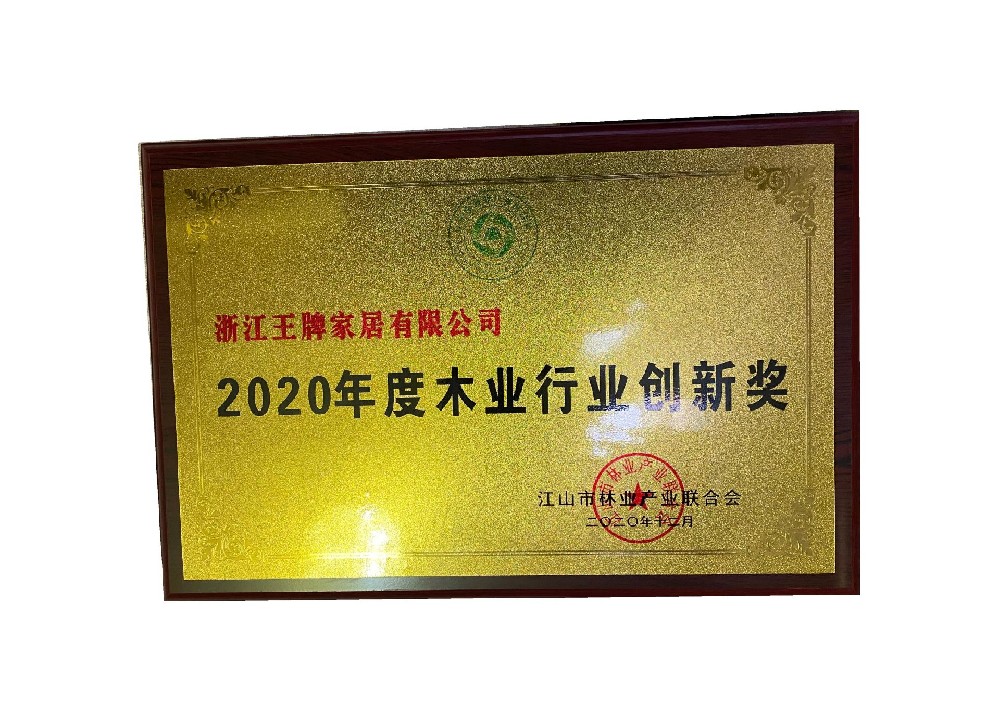 浙江王牌家居有限公司
2020年度木业行业创新奖
江山市林业产业联合会
二〇二〇年十二月